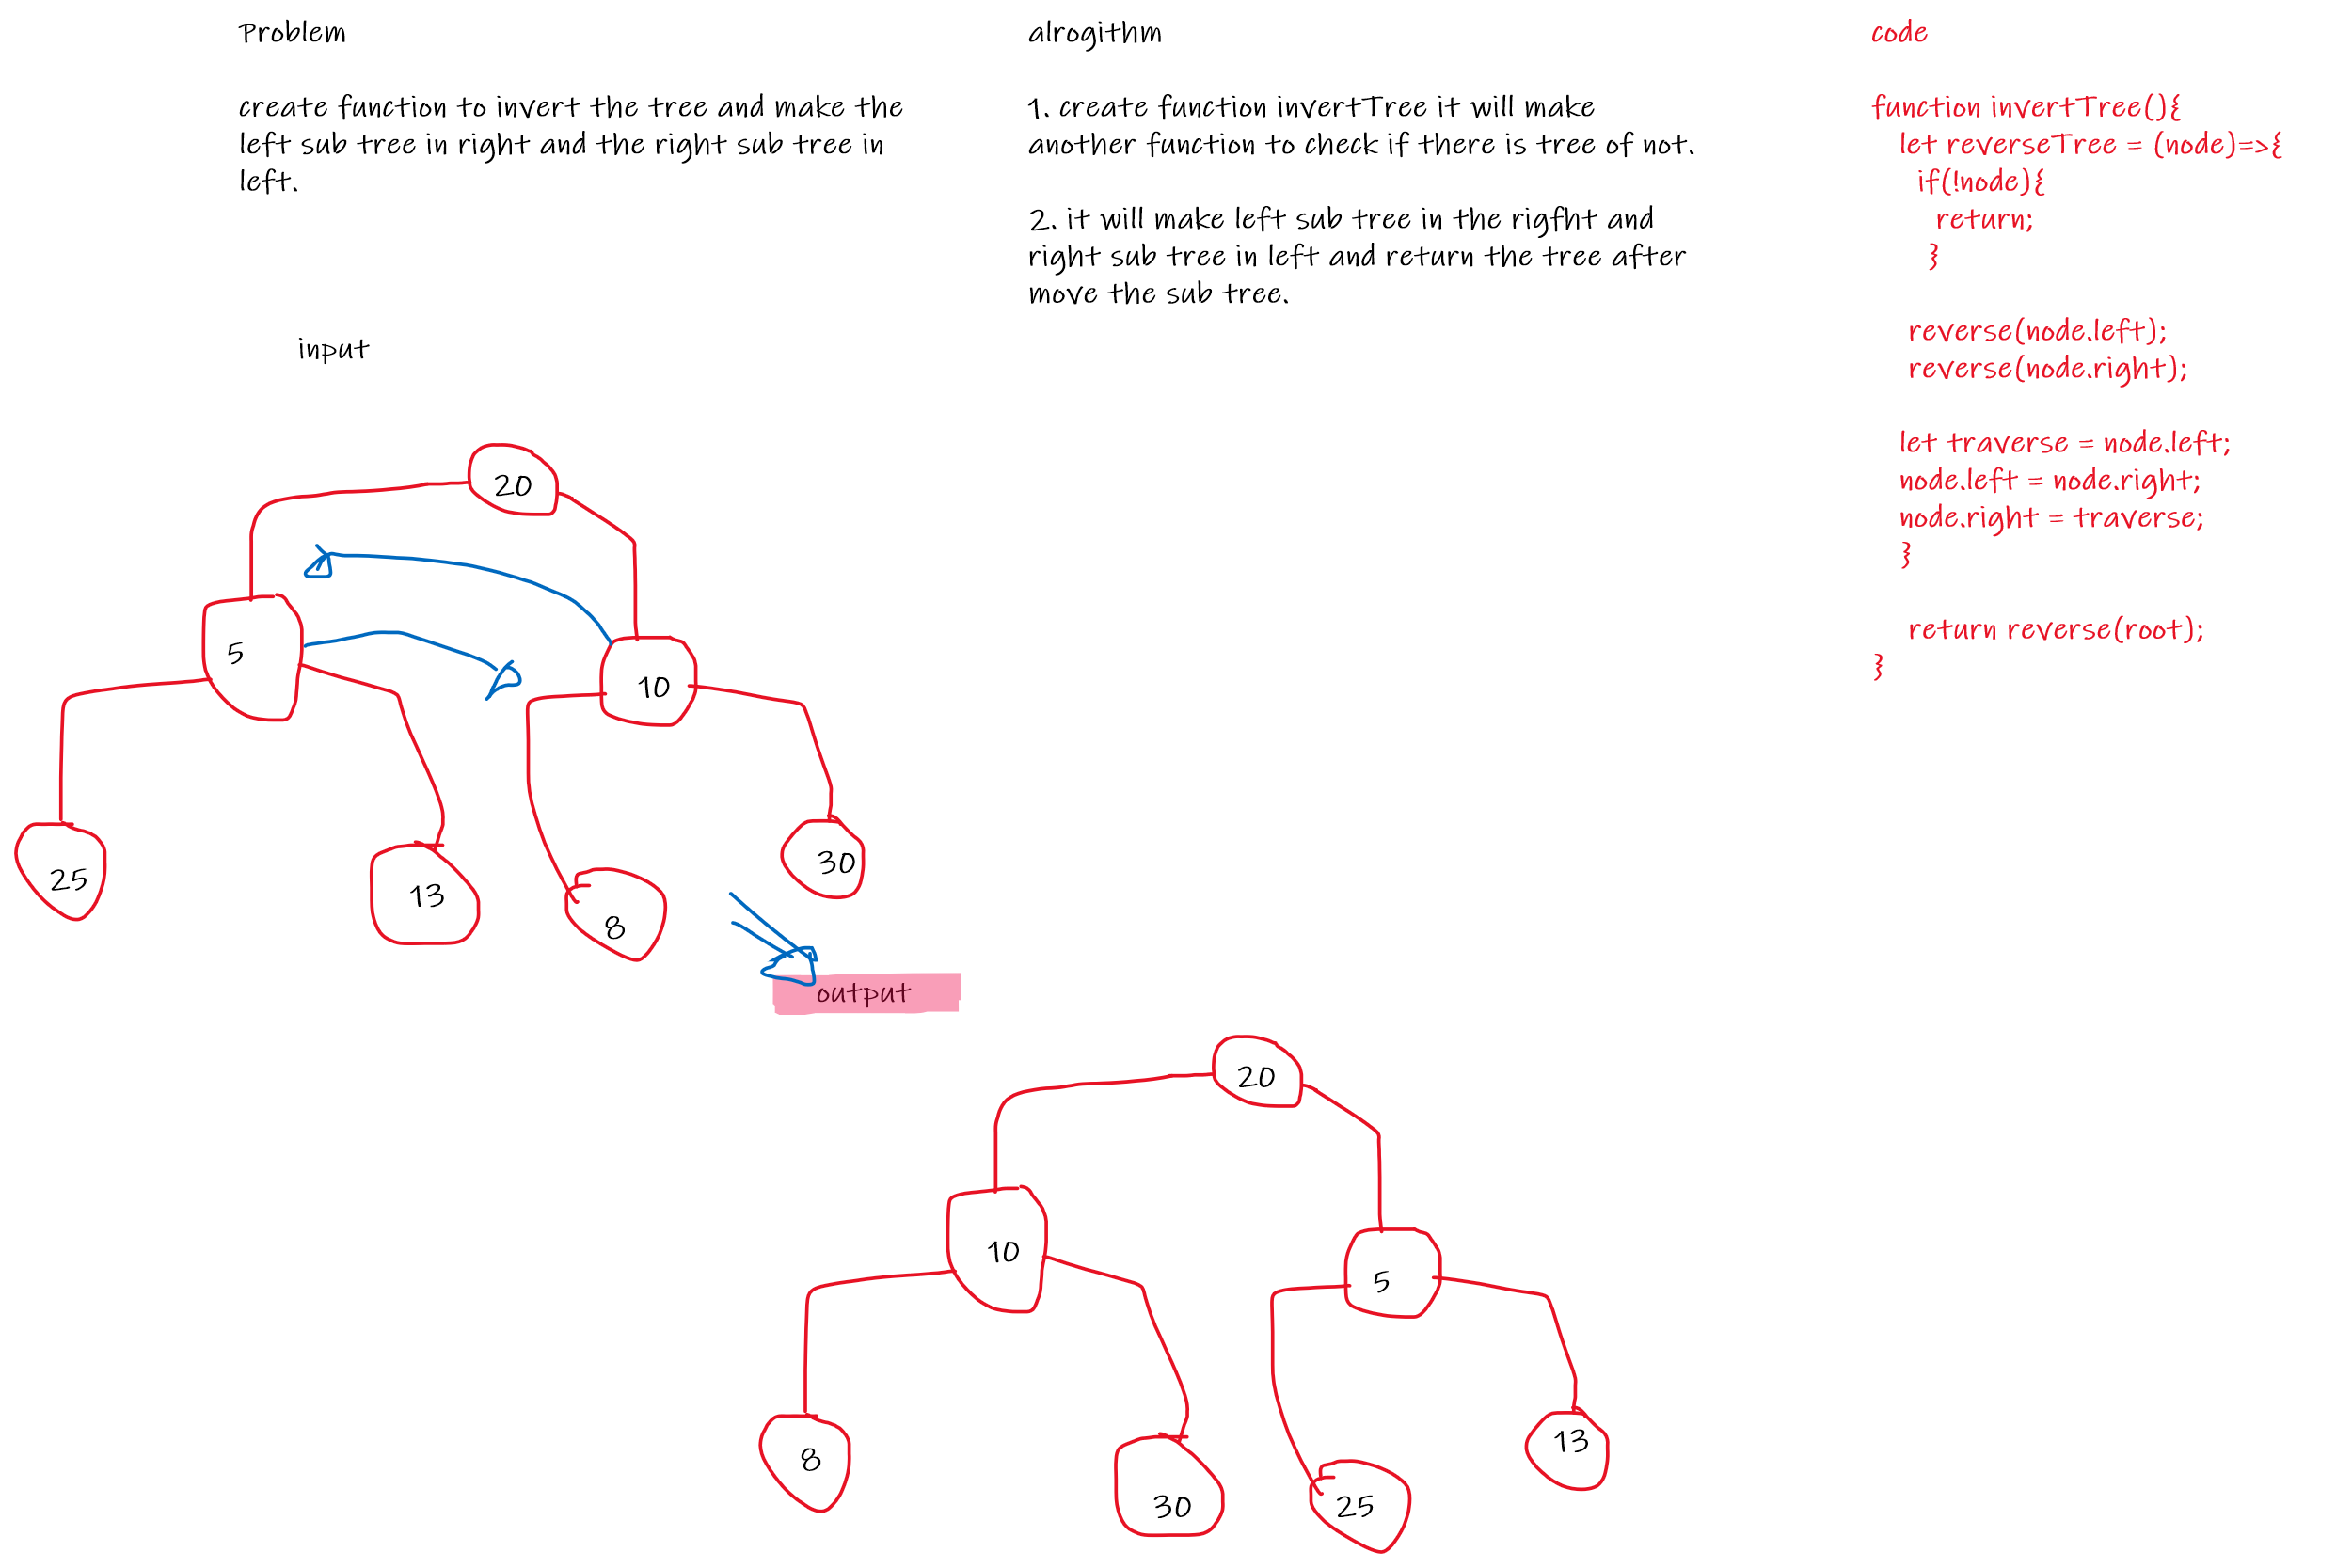 Problem
create function to invert the tree and make the
left sub tree in right and the right sub tree in
left.
input
20
5
10
25
13
8
30
output
20
10
5
8
30
25
13
alrogithm
1. create function invertTree it will make
another function to check if there is tree of not.
2. it will make left sub tree in the rigfht and
right sub tree in left and return the tree after
move the sub tree.
code
function invertTree(){
let reverseTree = (node)=>{
if(!node){
return;
}
reverse(node.left);
reverse(node.right);
let traverse = node.left;
node.left = node.right;
node.right = traverse;
}
return reverse(root);
}